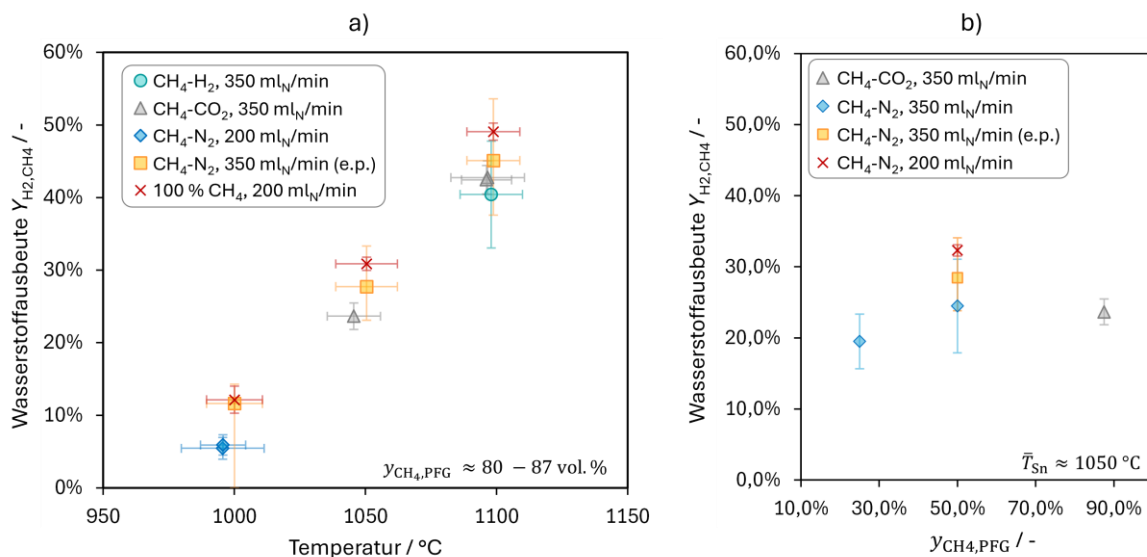 a)
Wasserstoffausbeute Y_H2,CH4 / -
60%
50%
40%
30%
20%
10%
0%
CH₄-H₂, 350 ml_N/min
CH₄-CO₂, 350 ml_N/min
CH₄-N₂, 200 ml_N/min
CH₄-N₂, 350 ml_N/min (e.p.)
100 % CH₄, 200 ml_N/min
y_CH₄,PFG ≈ 80 − 87 vol. %
950
1000
1050
1100
1150
Temperatur / °C
b)
Wasserstoffausbeute Y_H2,CH4 / -
60,0%
50,0%
40,0%
30,0%
20,0%
10,0%
0,0%
CH₄-CO₂, 350 ml_N/min
CH₄-N₂, 350 ml_N/min
CH₄-N₂, 350 ml_N/min (e.p.)
CH₄-N₂, 200 ml_N/min
T̄_Sn ≈ 1050 °C
10,0%
30,0%
50,0%
70,0%
90,0%
y_CH4,PFG / -